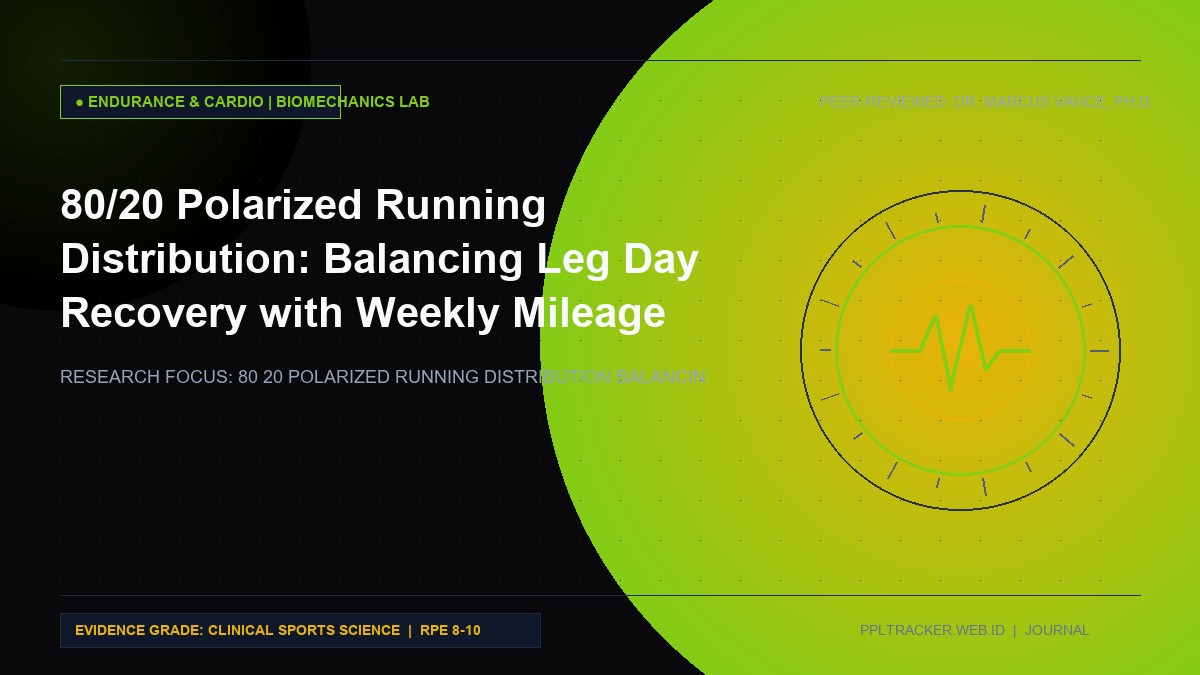 ● ENDURANCE & CARDIO | BIOMECHANICS LAB
PEER-REVIEWED: DR. MARCUS VANCE, PH.D
80/20 Polarized Running
Distribution: Balancing Leg Day
Recovery with Weekly Mileage
RESEARCH FOCUS: 80 20 POLARIZED RUNNING DISTRIBUTION BALANCIN
EVIDENCE GRADE: CLINICAL SPORTS SCIENCE | RPE 8-10
PPLTRACKER.WEB.ID | JOURNAL